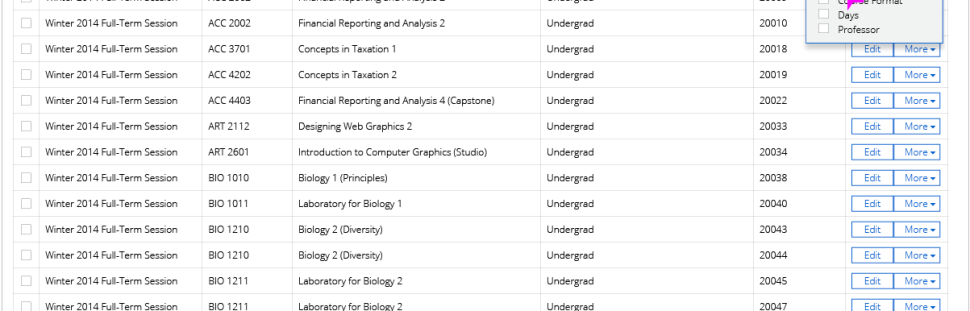 Course Format
Winter 2014 Full-Term Session ACC 2002 Financial Reporting and Analysis 2 Undergrad 20010 Days
Professor
Winter 2014 Full-Term Session ACC 3701 Concepts in Taxation 1 Undergrad 20018 Edit More
Winter 2014 Full-Term Session ACC 4202 Concepts in Taxation 2 Undergrad 20019 Edit More
Winter 2014 Full-Term Session ACC 4403 Financial Reporting and Analysis 4 (Capstone) Undergrad 20022 Edit More
Winter 2014 Full-Term Session ART 2112 Designing Web Graphics 2 Undergrad 20033 Edit More
Winter 2014 Full-Term Session ART 2601 Introduction to Computer Graphics (Studio) Undergrad 20034 Edit More
Winter 2014 Full-Term Session BIO 1010 Biology 1 (Principles) Undergrad 20038 Edit More
Winter 2014 Full-Term Session BIO 1011 Laboratory for Biology 1 Undergrad 20040 Edit More
Winter 2014 Full-Term Session BIO 1210 Biology 2 (Diversity) Undergrad 20043 Edit More
Winter 2014 Full-Term Session BIO 1210 Biology 2 (Diversity) Undergrad 20044 Edit More
Winter 2014 Full-Term Session BIO 1211 Laboratory for Biology 2 Undergrad 20045 Edit More
Winter 2014 Full-Term Session BIO 1211 Laboratory for Biology 2 Undergrad 20047 Edit More